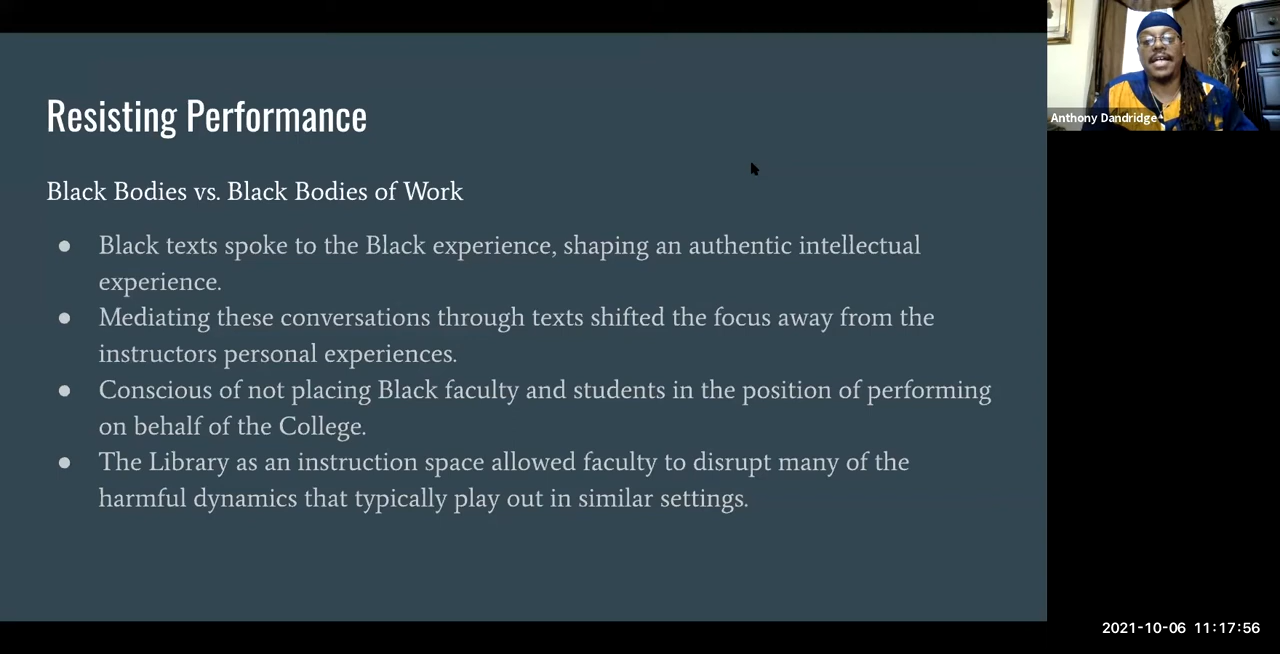 Resisting Performance
Black Bodies vs. Black Bodies of Work
● Black texts spoke to the Black experience, shaping an authentic intellectual
experience.
● Mediating these conversations through texts shifted the focus away from the
instructors personal experiences.
● Conscious of not placing Black faculty and students in the position of performing
on behalf of the College.
● The Library as an instruction space allowed faculty to disrupt many of the
harmful dynamics that typically play out in similar settings.
Anthony Dandridge
2021-10-06 11:17:56